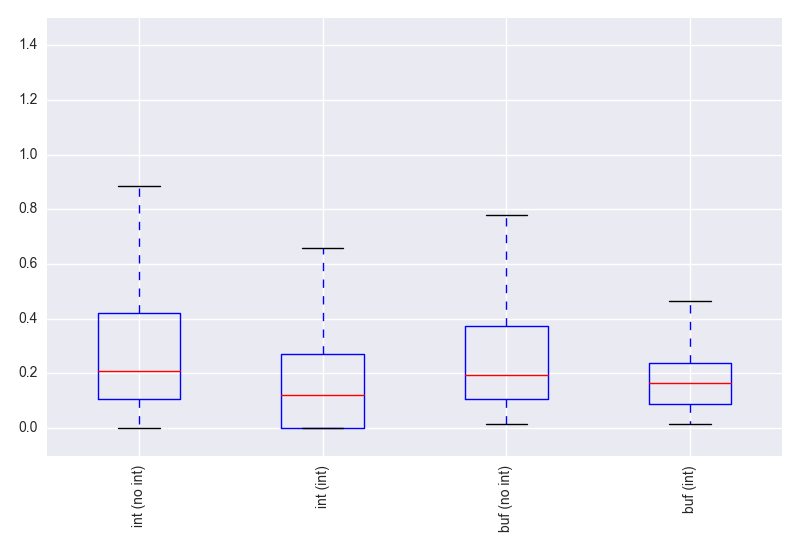 1.4
1.2
1.0
0.8
0.6
0.4
0.2
0.0
int (no int)
int (int)
buf (no int)
buf (int)